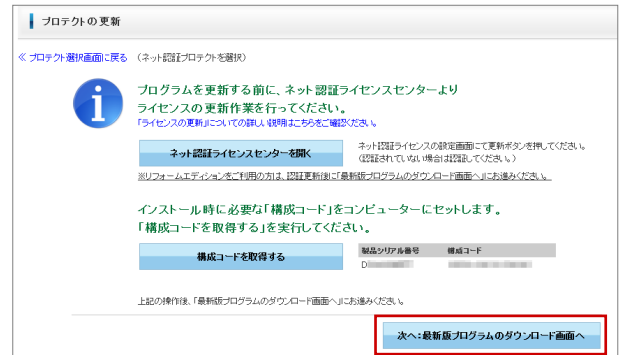 プロテクトの更新
≪ プロテクト選択画面に戻る （ネット認証プロテクトを選択）
プログラムを更新する前に、ネット認証ライセンスセンターより
ライセンスの更新作業を行ってください。
「ライセンスの更新」についての詳しい説明はこちらをご確認ください。
ネット認証ライセンスセンターを開く
ネット認証ライセンスの設定画面にて更新ボタンを押してください。
（認証されていない場合は認証してください。）
※リフォームエディションをご利用の方は、認証更新後に「最新版プログラムのダウンロード画面へ」にお進みください。
インストール時に必要な「構成コード」をコンピューターにセットします。
「構成コードを取得する」を実行してください。
構成コードを取得する
製品シリアル番号 構成コード
D
上記の操作後、「最新版プログラムのダウンロード画面へ」にお進みください。
次へ：最新版プログラムのダウンロード画面へ